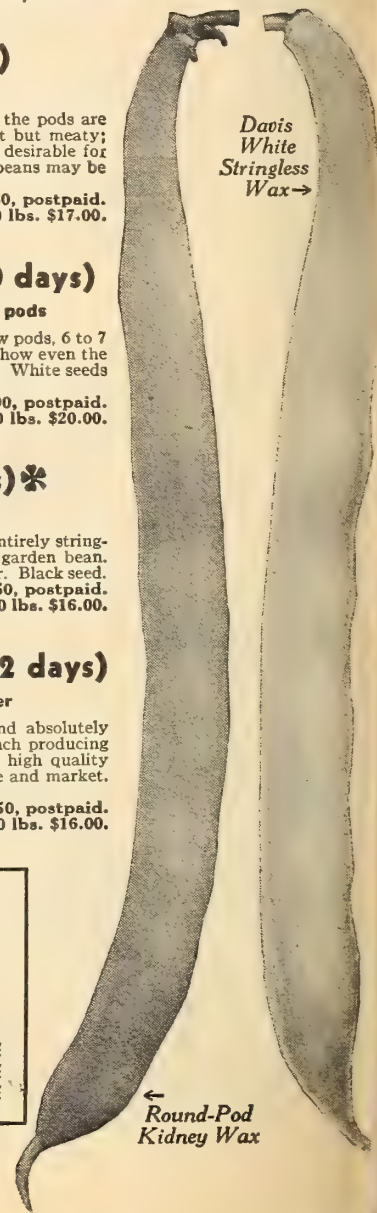 )
the pods are
t but meaty;
desirable for
beans may be
0, postpaid.
0 lbs. $17.00.
days)
pods
w pods, 6 to 7
how even the
White seeds
00, postpaid.
0 lbs. $20.00.
)✻
ntirely string-
garden bean.
r. Black seed.
50, postpaid.
0 lbs. $16.00.
2 days)
er
nd absolutely
ach producing
high quality
e and market.
50, postpaid.
0 lbs. $16.00.
Davis
White
Stringless
Wax→
←
Round-Pod
Kidney Wax